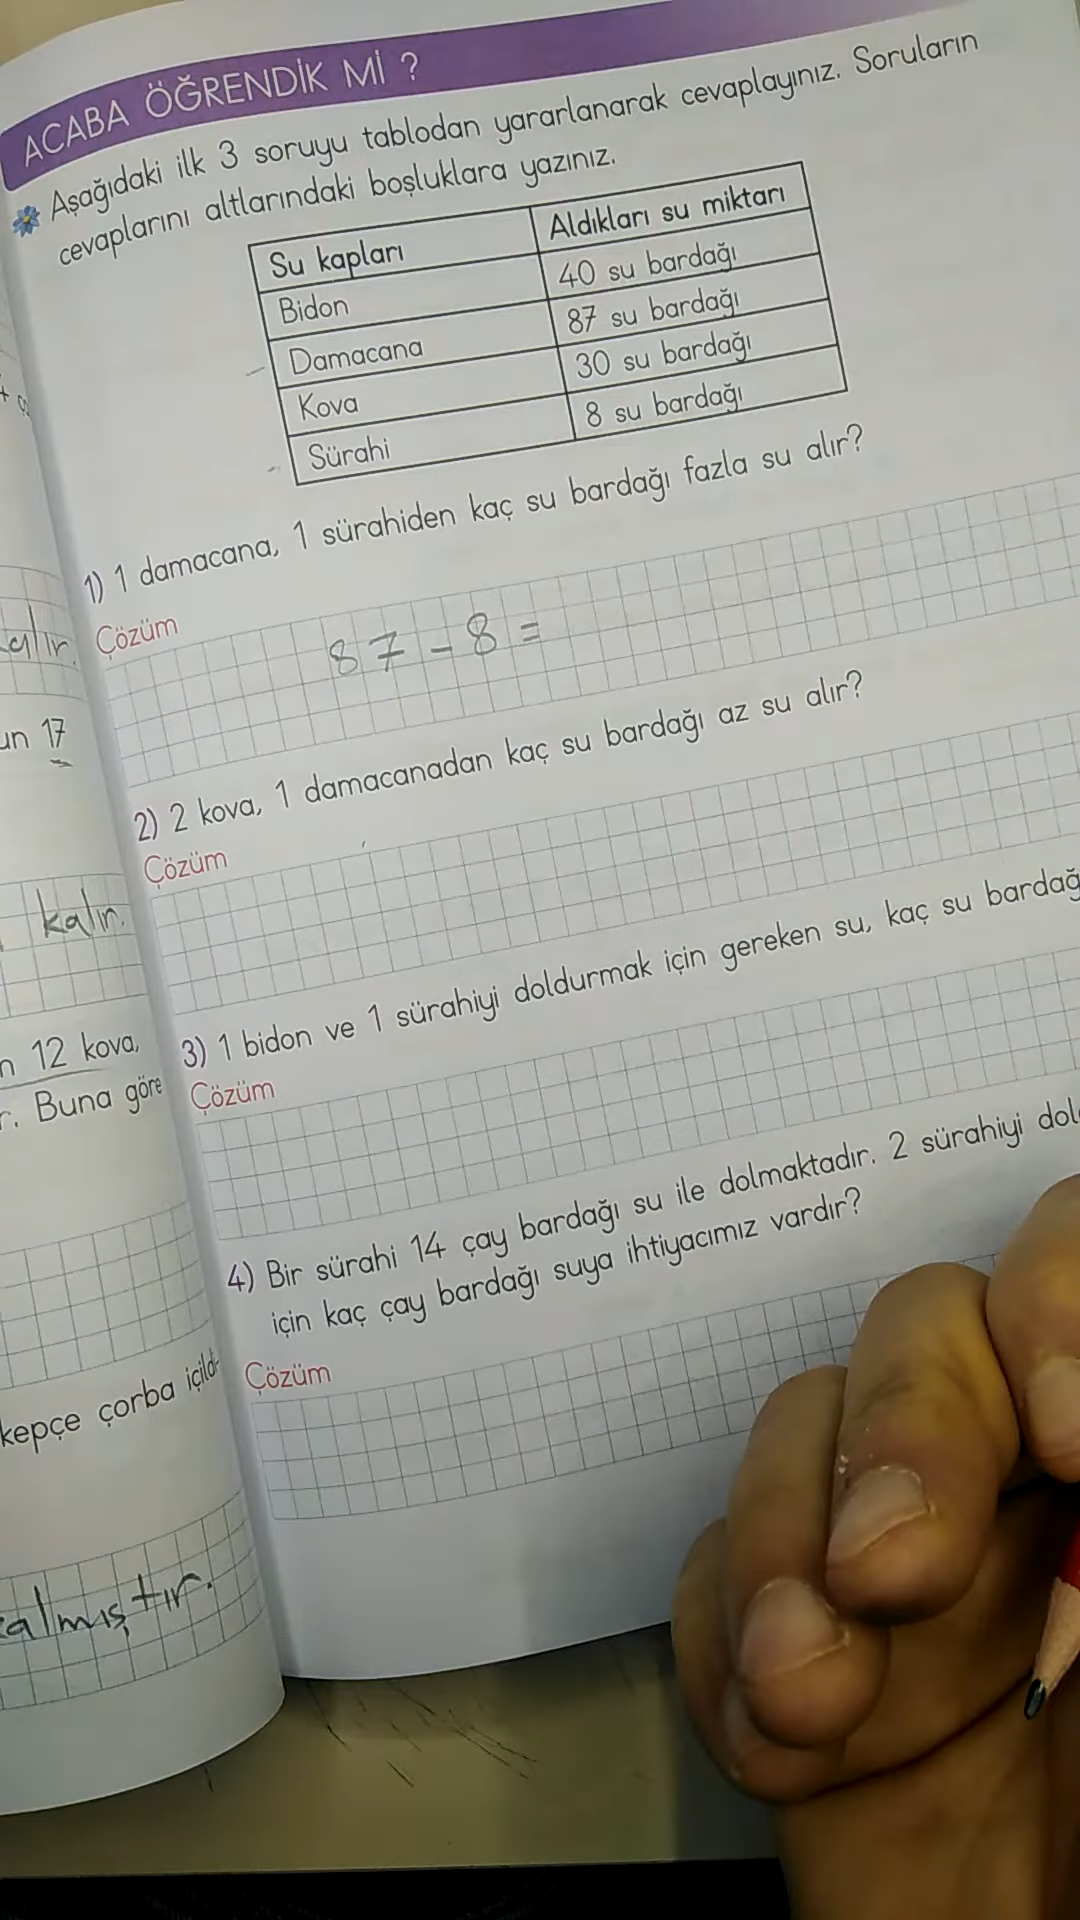 ACABA ÖĞRENDİK Mİ ?
Aşağıdaki ilk 3 soruyu tablodan yararlanarak cevaplayınız. Soruların
cevaplarını altlarındaki boşluklara yazınız.
Su kapları Aldıkları su miktarı
Bidon 40 su bardağı
Damacana 87 su bardağı
Kova 30 su bardağı
Sürahi 8 su bardağı
1) 1 damacana, 1 sürahiden kaç su bardağı fazla su alır?
Çözüm
87 - 8 =
2) 2 kova, 1 damacanadan kaç su bardağı az su alır?
Çözüm
3) 1 bidon ve 1 sürahiyi doldurmak için gereken su, kaç su bardağ
Çözüm
4) Bir sürahi 14 çay bardağı su ile dolmaktadır. 2 sürahiyi dol
için kaç çay bardağı suya ihtiyacımız vardır?
Çözüm
alır.
un 17
kalır.
n 12 kova,
r. Buna göre
kepçe çorba içildi
kalmıştır.